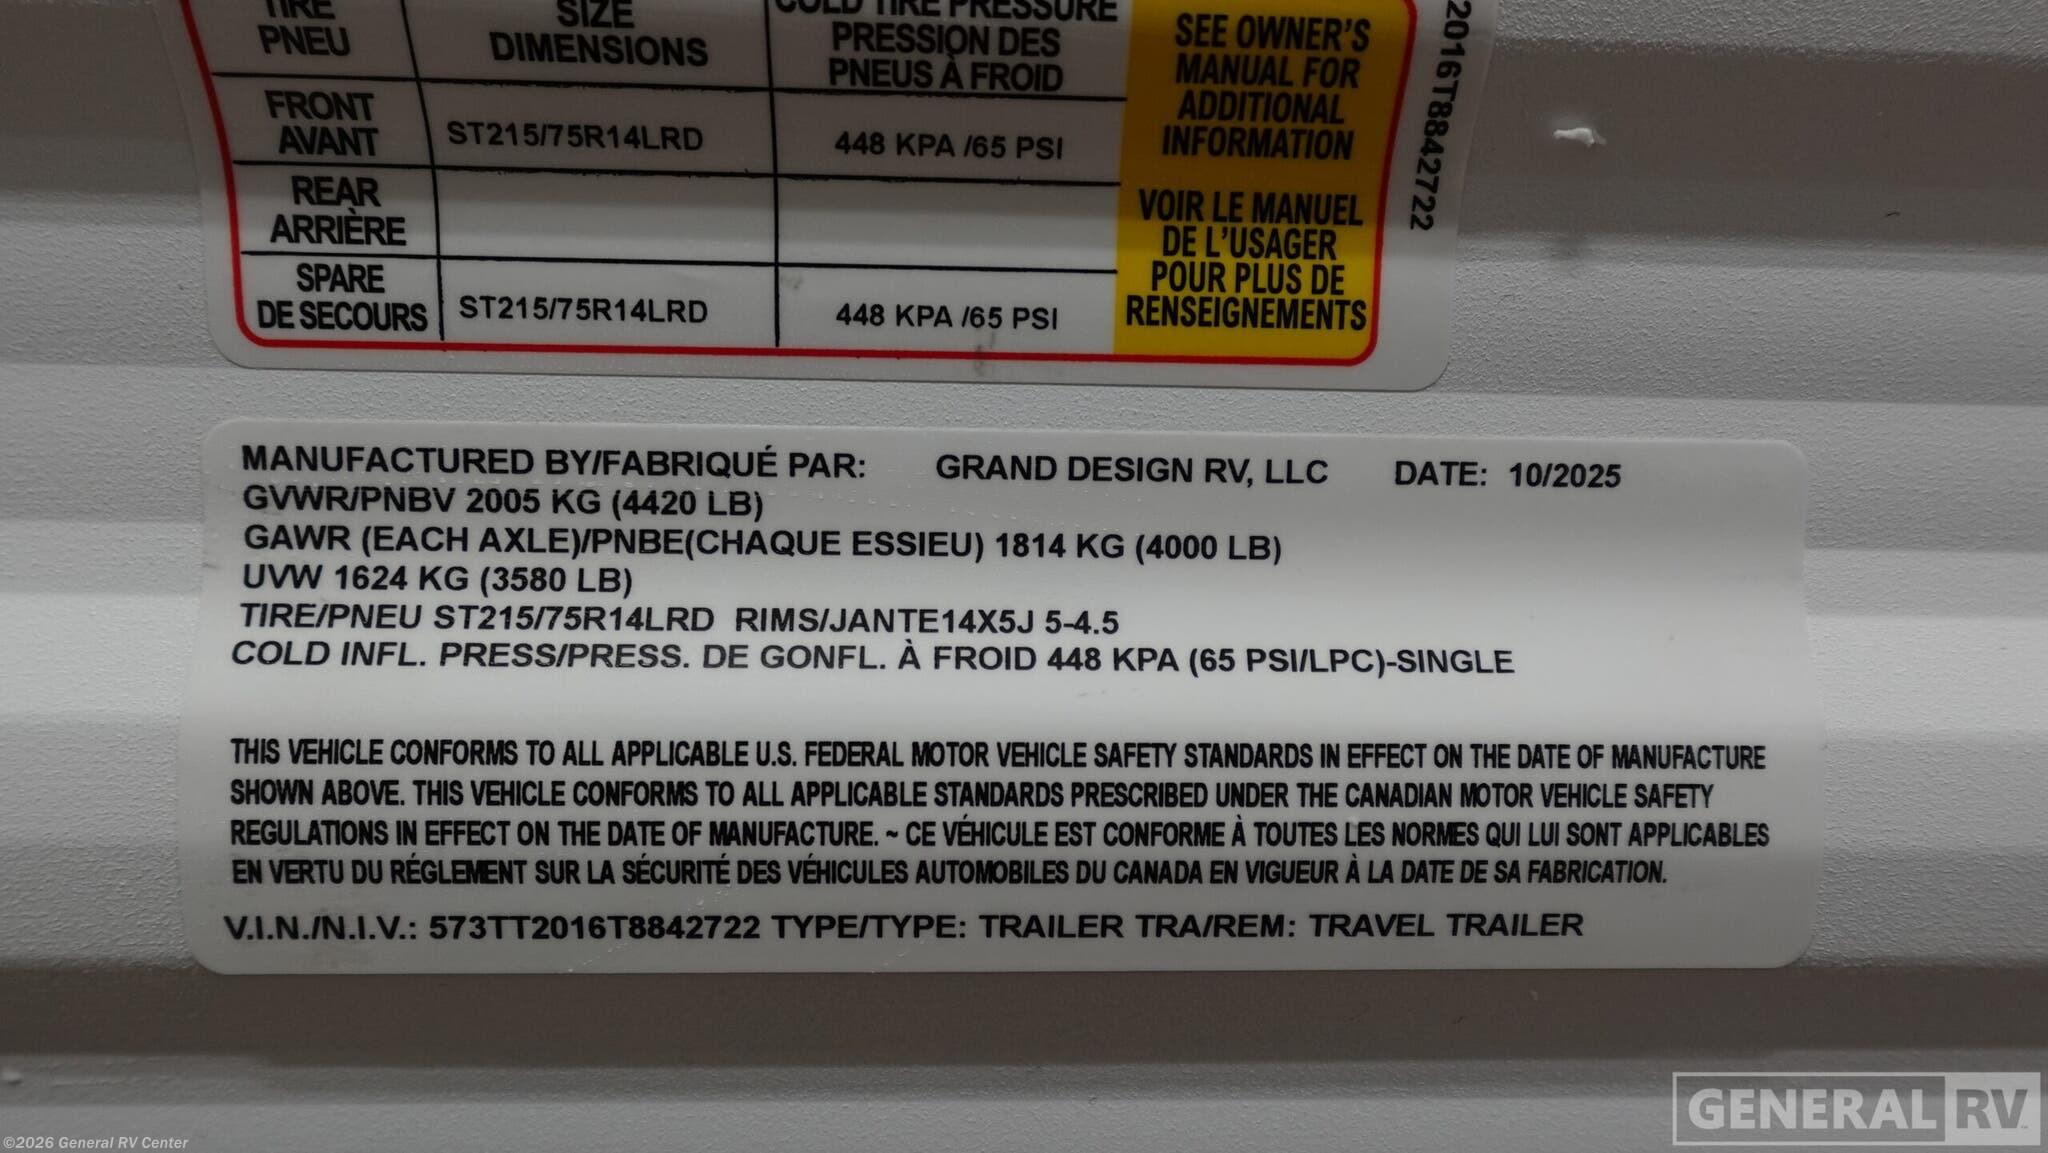 TIRE
PNEU
SIZE
DIMENSIONS
COLD TIRE PRESSURE
PRESSION DES
PNEUS À FROID
SEE OWNER'S
MANUAL FOR
ADDITIONAL
INFORMATION
VOIR LE MANUEL
DE L'USAGER
POUR PLUS DE
RENSEIGNEMENTS
FRONT
AVANT
ST215/75R14LRD
448 KPA /65 PSI
REAR
ARRIÈRE
SPARE
DE SECOURS
ST215/75R14LRD
448 KPA /65 PSI
2016T8842722
MANUFACTURED BY/FABRIQUÉ PAR: GRAND DESIGN RV, LLC DATE: 10/2025
GVWR/PNBV 2005 KG (4420 LB)
GAWR (EACH AXLE)/PNBE(CHAQUE ESSIEU) 1814 KG (4000 LB)
UVW 1624 KG (3580 LB)
TIRE/PNEU ST215/75R14LRD RIMS/JANTE14X5J 5-4.5
COLD INFL. PRESS/PRESS. DE GONFL. À FROID 448 KPA (65 PSI/LPC)-SINGLE
THIS VEHICLE CONFORMS TO ALL APPLICABLE U.S. FEDERAL MOTOR VEHICLE SAFETY STANDARDS IN EFFECT ON THE DATE OF MANUFACTURE
SHOWN ABOVE. THIS VEHICLE CONFORMS TO ALL APPLICABLE STANDARDS PRESCRIBED UNDER THE CANADIAN MOTOR VEHICLE SAFETY
REGULATIONS IN EFFECT ON THE DATE OF MANUFACTURE. ~ CE VÉHICULE EST CONFORME À TOUTES LES NORMES QUI LUI SONT APPLICABLES
EN VERTU DU RÉGLEMENT SUR LA SÉCURITÉ DES VÉHICULES AUTOMOBILES DU CANADA EN VIGUEUR À LA DATE DE SA FABRICATION.
V.I.N./N.I.V.: 573TT2016T8842722 TYPE/TYPE: TRAILER TRA/REM: TRAVEL TRAILER
GENERAL RV
©2026 General RV Center